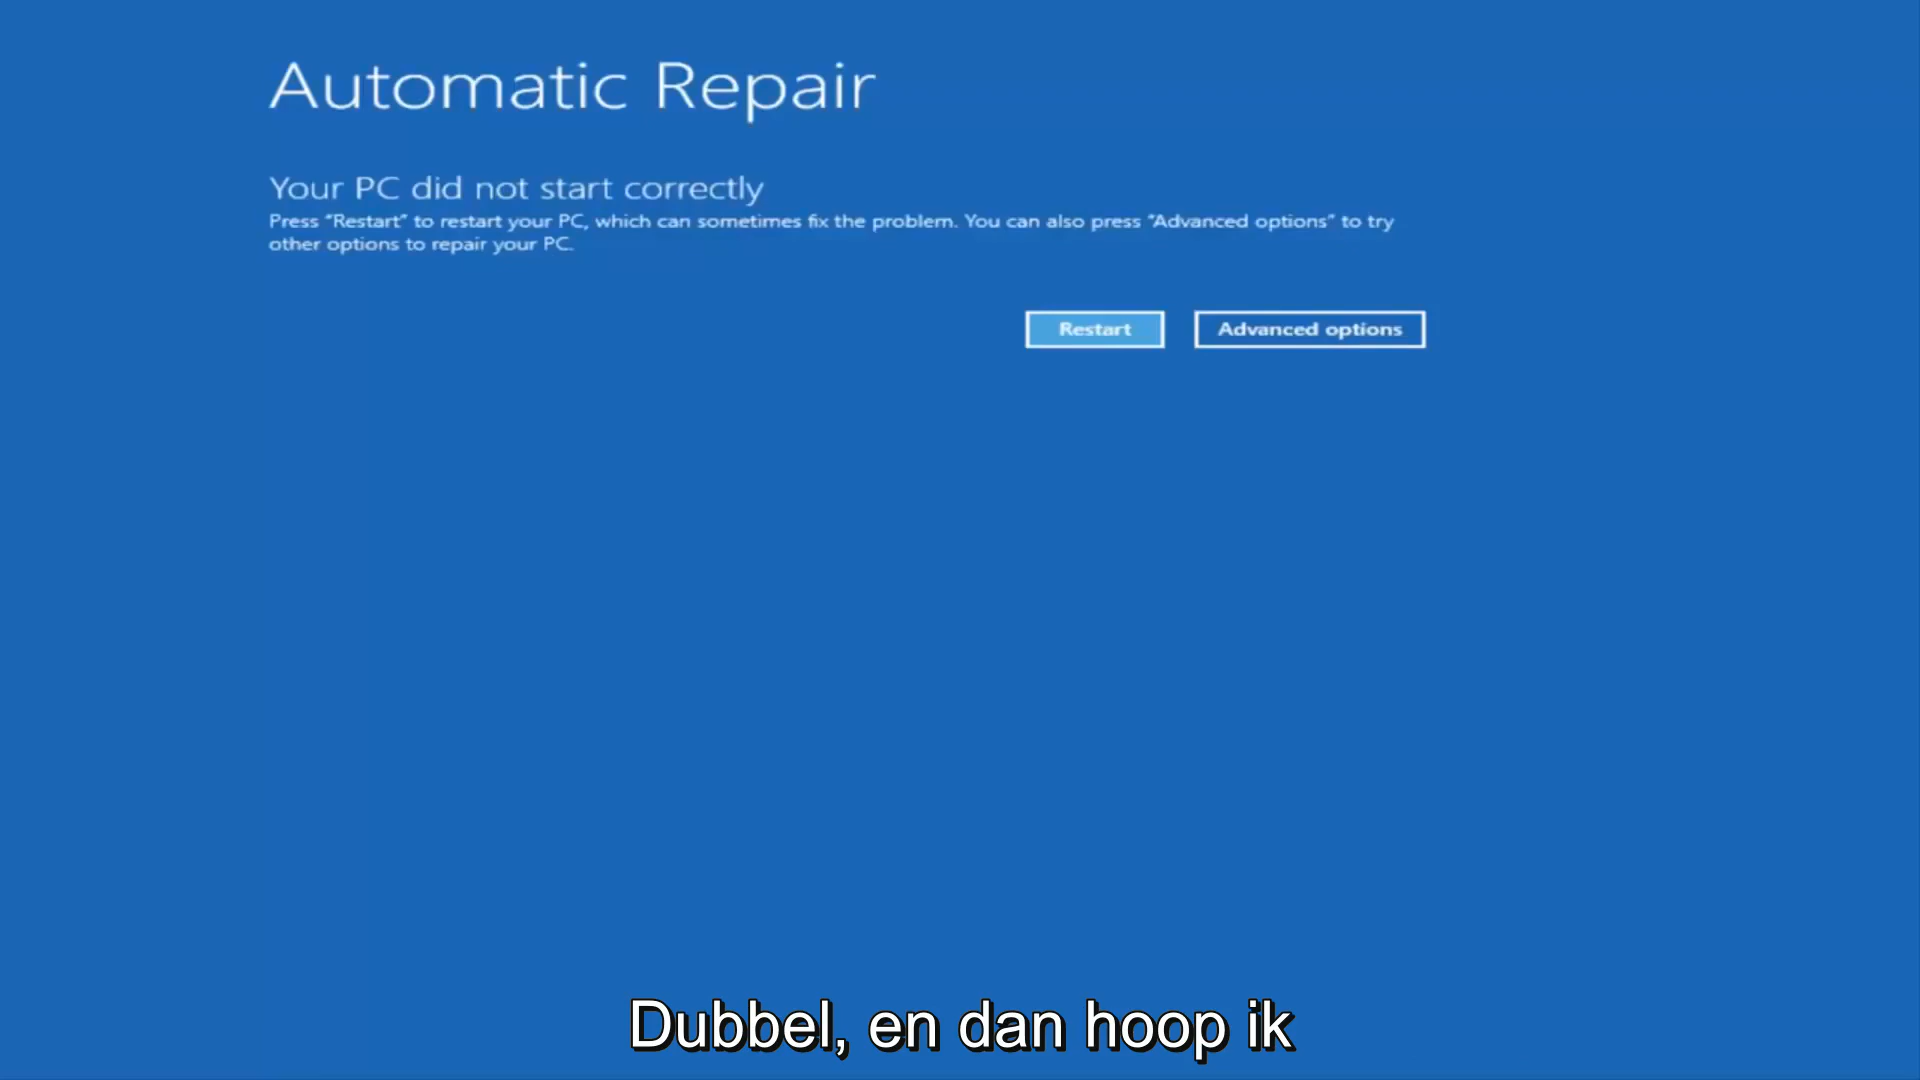 Automatic Repair
Your PC did not start correctly
Press “Restart” to restart your PC, which can sometimes fix the problem. You can also press “Advanced options” to try
other options to repair your PC.
Restart
Advanced options
Dubbel, en dan hoop ik